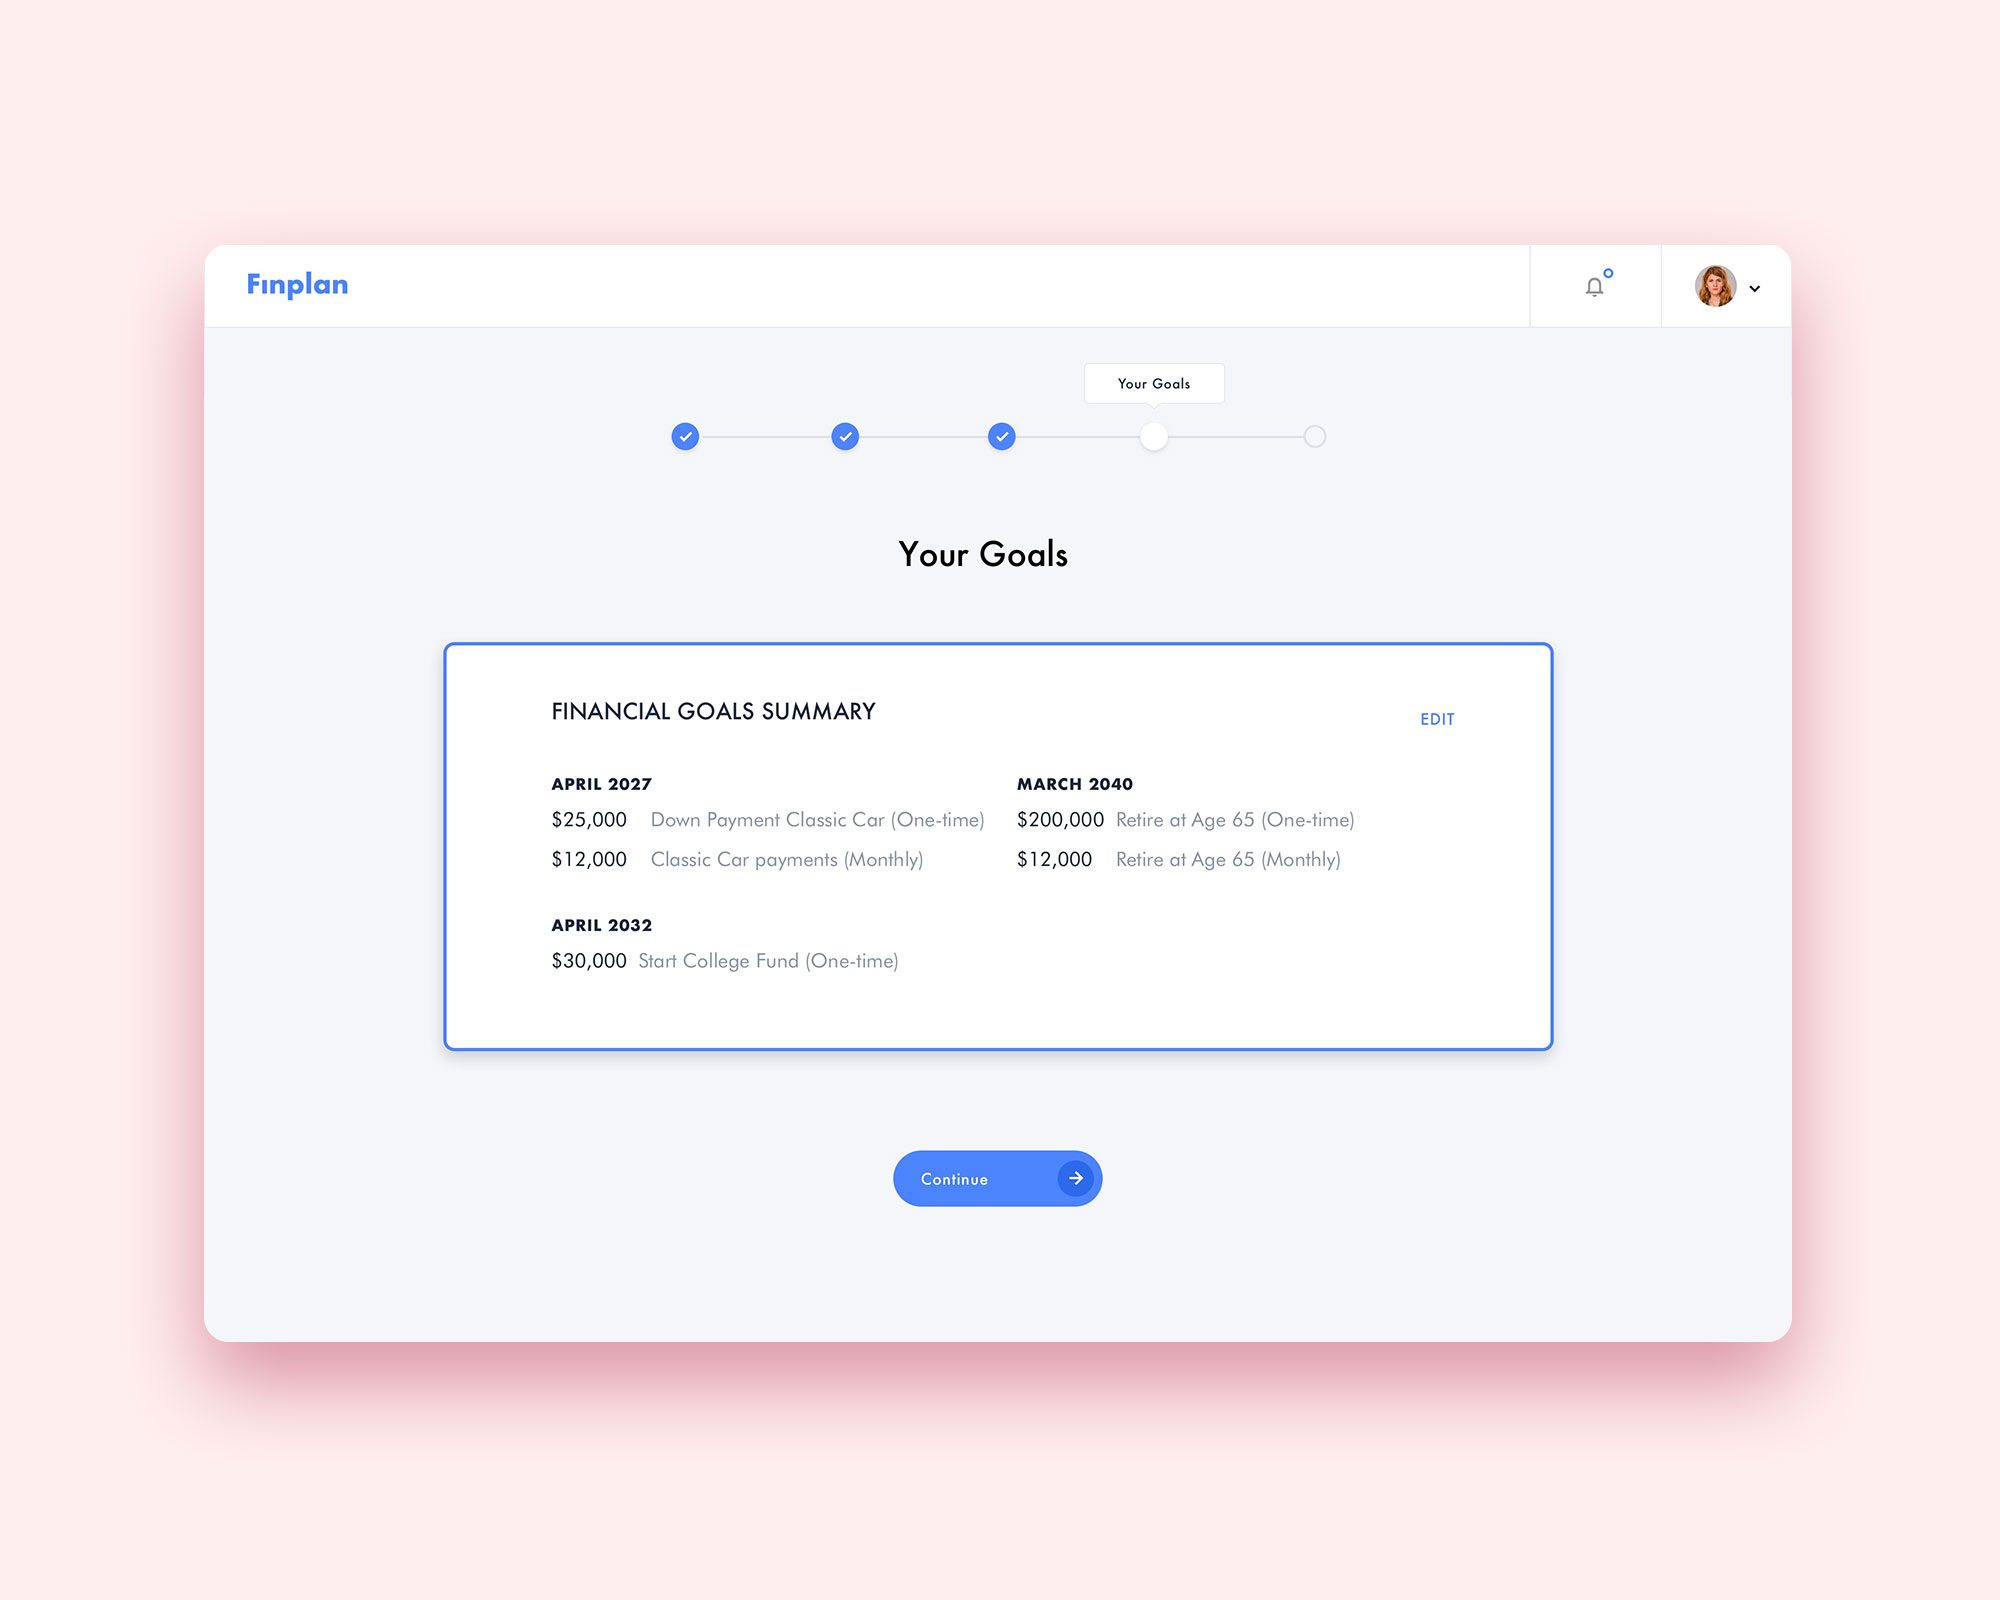 Finplan
Your Goals
Your Goals
FINANCIAL GOALS SUMMARY
EDIT
APRIL 2027
$25,000 Down Payment Classic Car (One-time)
$12,000 Classic Car payments (Monthly)
APRIL 2032
$30,000 Start College Fund (One-time)
MARCH 2040
$200,000 Retire at Age 65 (One-time)
$12,000 Retire at Age 65 (Monthly)
Continue